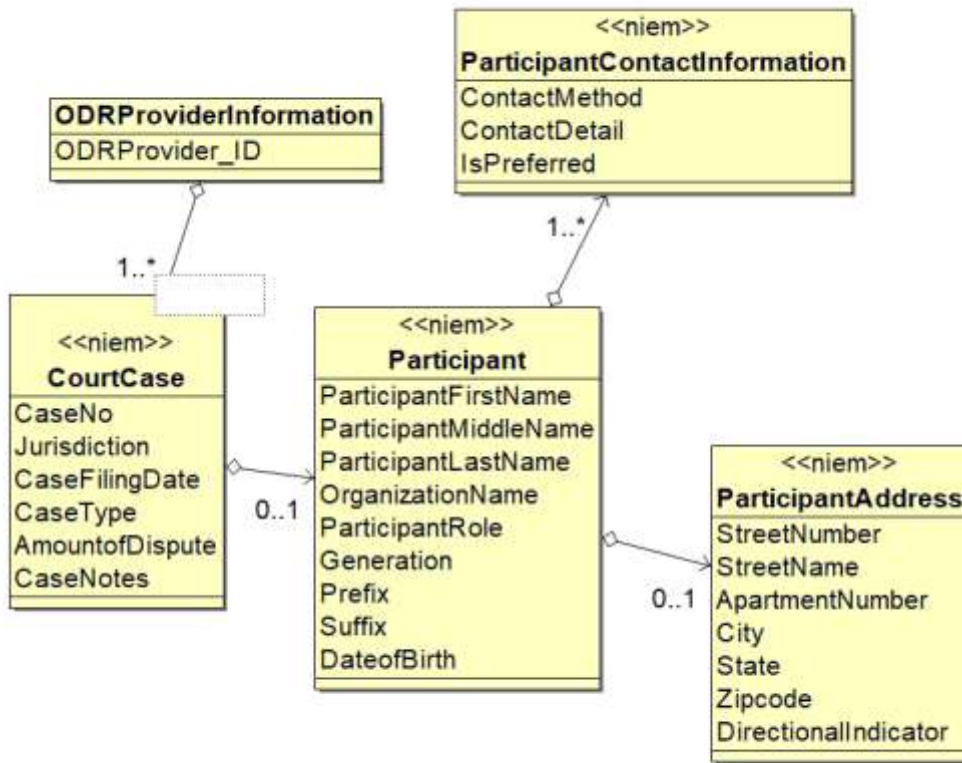 <<niem>>
ParticipantContactInformation
ContactMethod
ContactDetail
IsPreferred
ODRProviderInformation
ODRProvider_ID
1..*
1..*
<<niem>>
CourtCase
CaseNo
Jurisdiction
CaseFilingDate
CaseType
AmountofDispute
CaseNotes
0..1
<<niem>>
Participant
ParticipantFirstName
ParticipantMiddleName
ParticipantLastName
OrganizationName
ParticipantRole
Generation
Prefix
Suffix
DateofBirth
0..1
<<niem>>
ParticipantAddress
StreetNumber
StreetName
ApartmentNumber
City
State
Zipcode
DirectionalIndicator